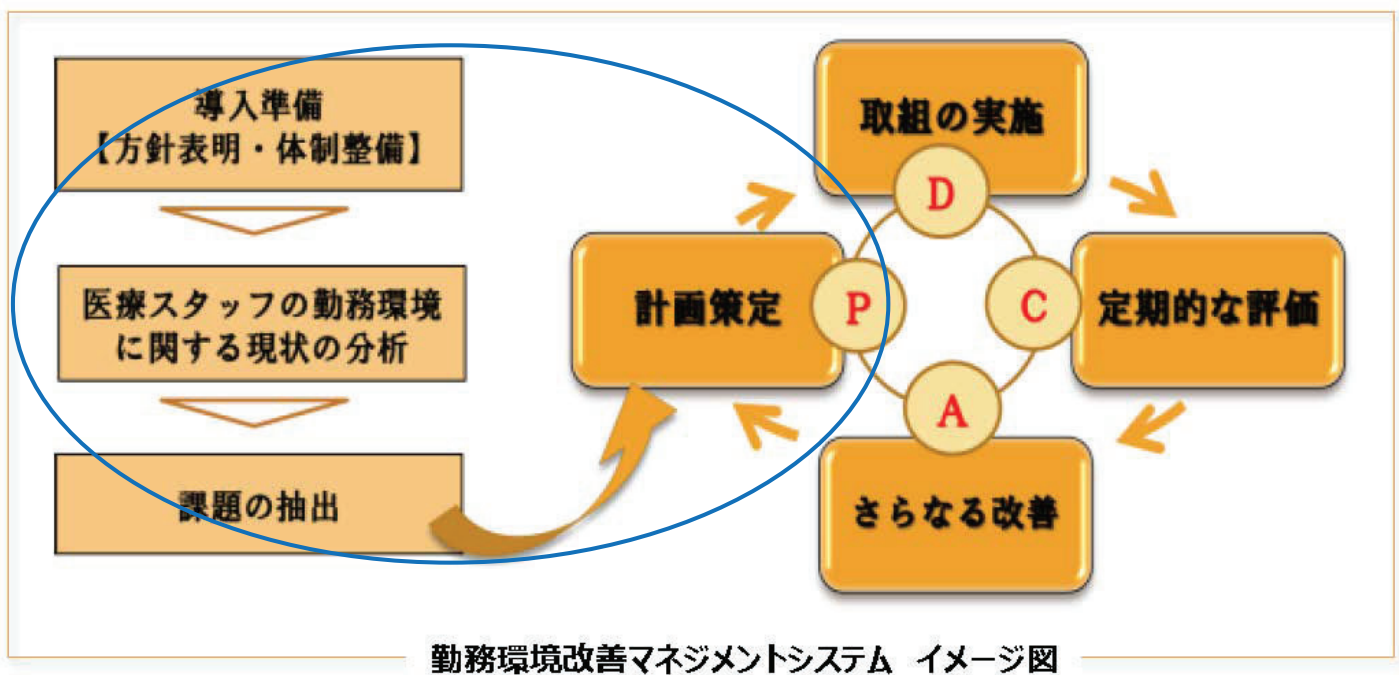 導入準備
【方針表明・体制整備】
医療スタッフの勤務環境
に関する現状の分析
課題の抽出
計画策定
P
取組の実施
D
C
定期的な評価
A
さらなる改善
勤務環境改善マネジメントシステム イメージ図